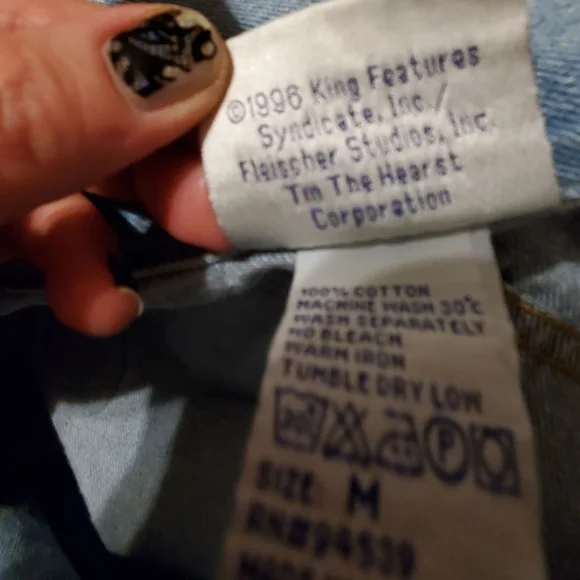 ©1996 King Features
Syndicate, Inc./
Fleischer Studios, Inc.
Tm The Hearst
Corporation
100% COTTON
MACHINE WASH 30°C
WASH SEPARATELY
NO BLEACH
WARM IRON
TUMBLE DRY LOW
P
SIZE: M
RN#94539
MADE